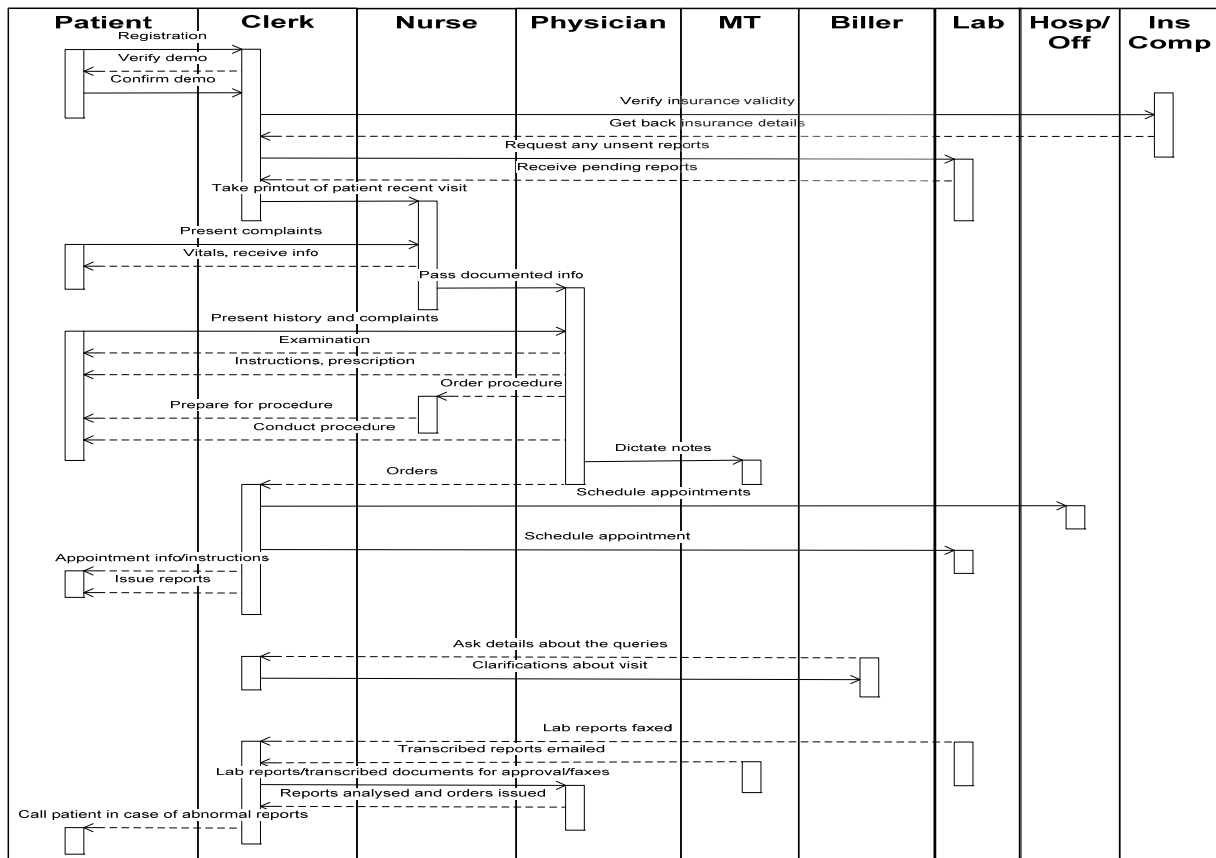 Patient Clerk Nurse Physician MT Biller Lab Hosp/ Ins
Off Comp
Registration
Verify demo
Confirm demo
Verify insurance validity
Get back insurance details
Request any unsent reports
Receive pending reports
Take printout of patient recent visit
Present complaints
Vitals, receive info
Pass documented info
Present history and complaints
Examination
Instructions, prescription
Order procedure
Prepare for procedure
Conduct procedure
Dictate notes
Orders
Schedule appointments
Schedule appointment
Appointment info/instructions
Issue reports
Ask details about the queries
Clarifications about visit
Lab reports faxed
Transcribed reports emailed
Lab reports/transcribed documents for approval/faxes
Reports analysed and orders issued
Call patient in case of abnormal reports